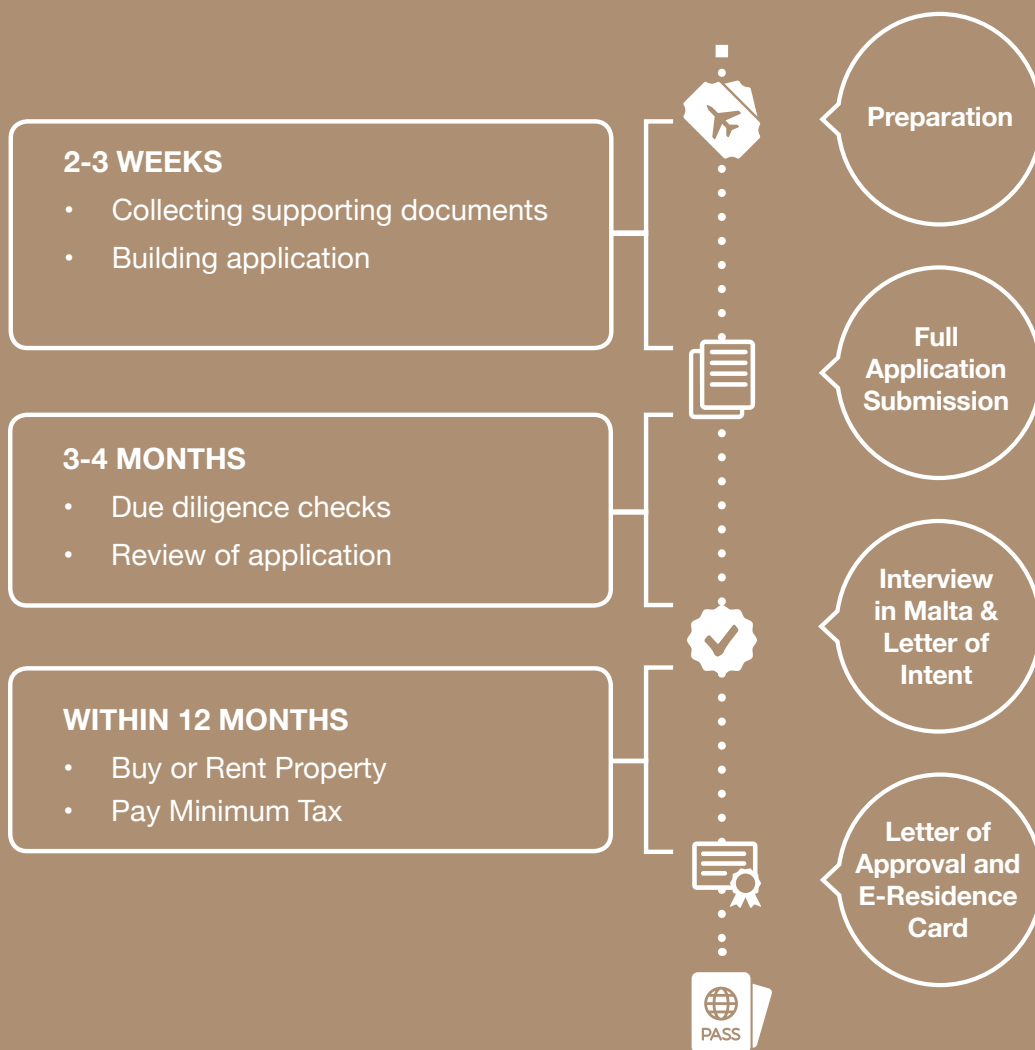 Preparation
2-3 WEEKS
• Collecting supporting documents
• Building application
Full
Application
Submission
3-4 MONTHS
• Due diligence checks
• Review of application
Interview
in Malta &
Letter of
Intent
WITHIN 12 MONTHS
• Buy or Rent Property
• Pay Minimum Tax
Letter of
Approval and
E-Residence
Card
PASS